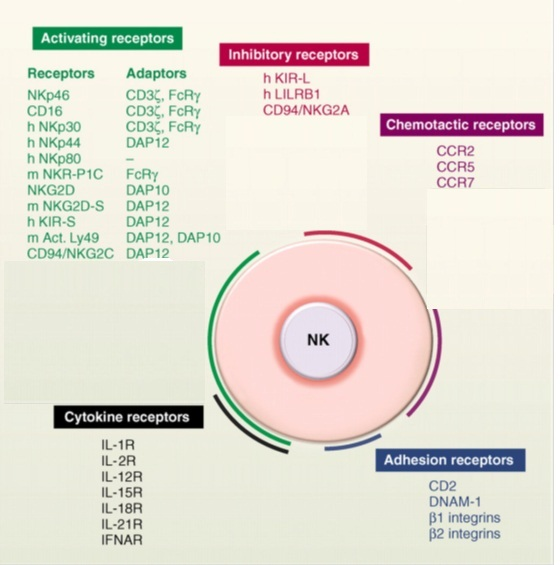 Activating receptors
Receptors Adaptors
NKp46 CD3ζ, FcRγ
CD16 CD3ζ, FcRγ
h NKp30 CD3ζ, FcRγ
h NKp44 DAP12
h NKp80 –
m NKR-P1C FcRγ
NKG2D DAP10
m NKG2D-S DAP12
h KIR-S DAP12
m Act. Ly49 DAP12, DAP10
CD94/NKG2C DAP12
Inhibitory receptors
h KIR-L
h LILRB1
CD94/NKG2A
Chemotactic receptors
CCR2
CCR5
CCR7
NK
Cytokine receptors
IL-1R
IL-2R
IL-12R
IL-15R
IL-18R
IL-21R
IFNAR
Adhesion receptors
CD2
DNAM-1
β1 integrins
β2 integrins